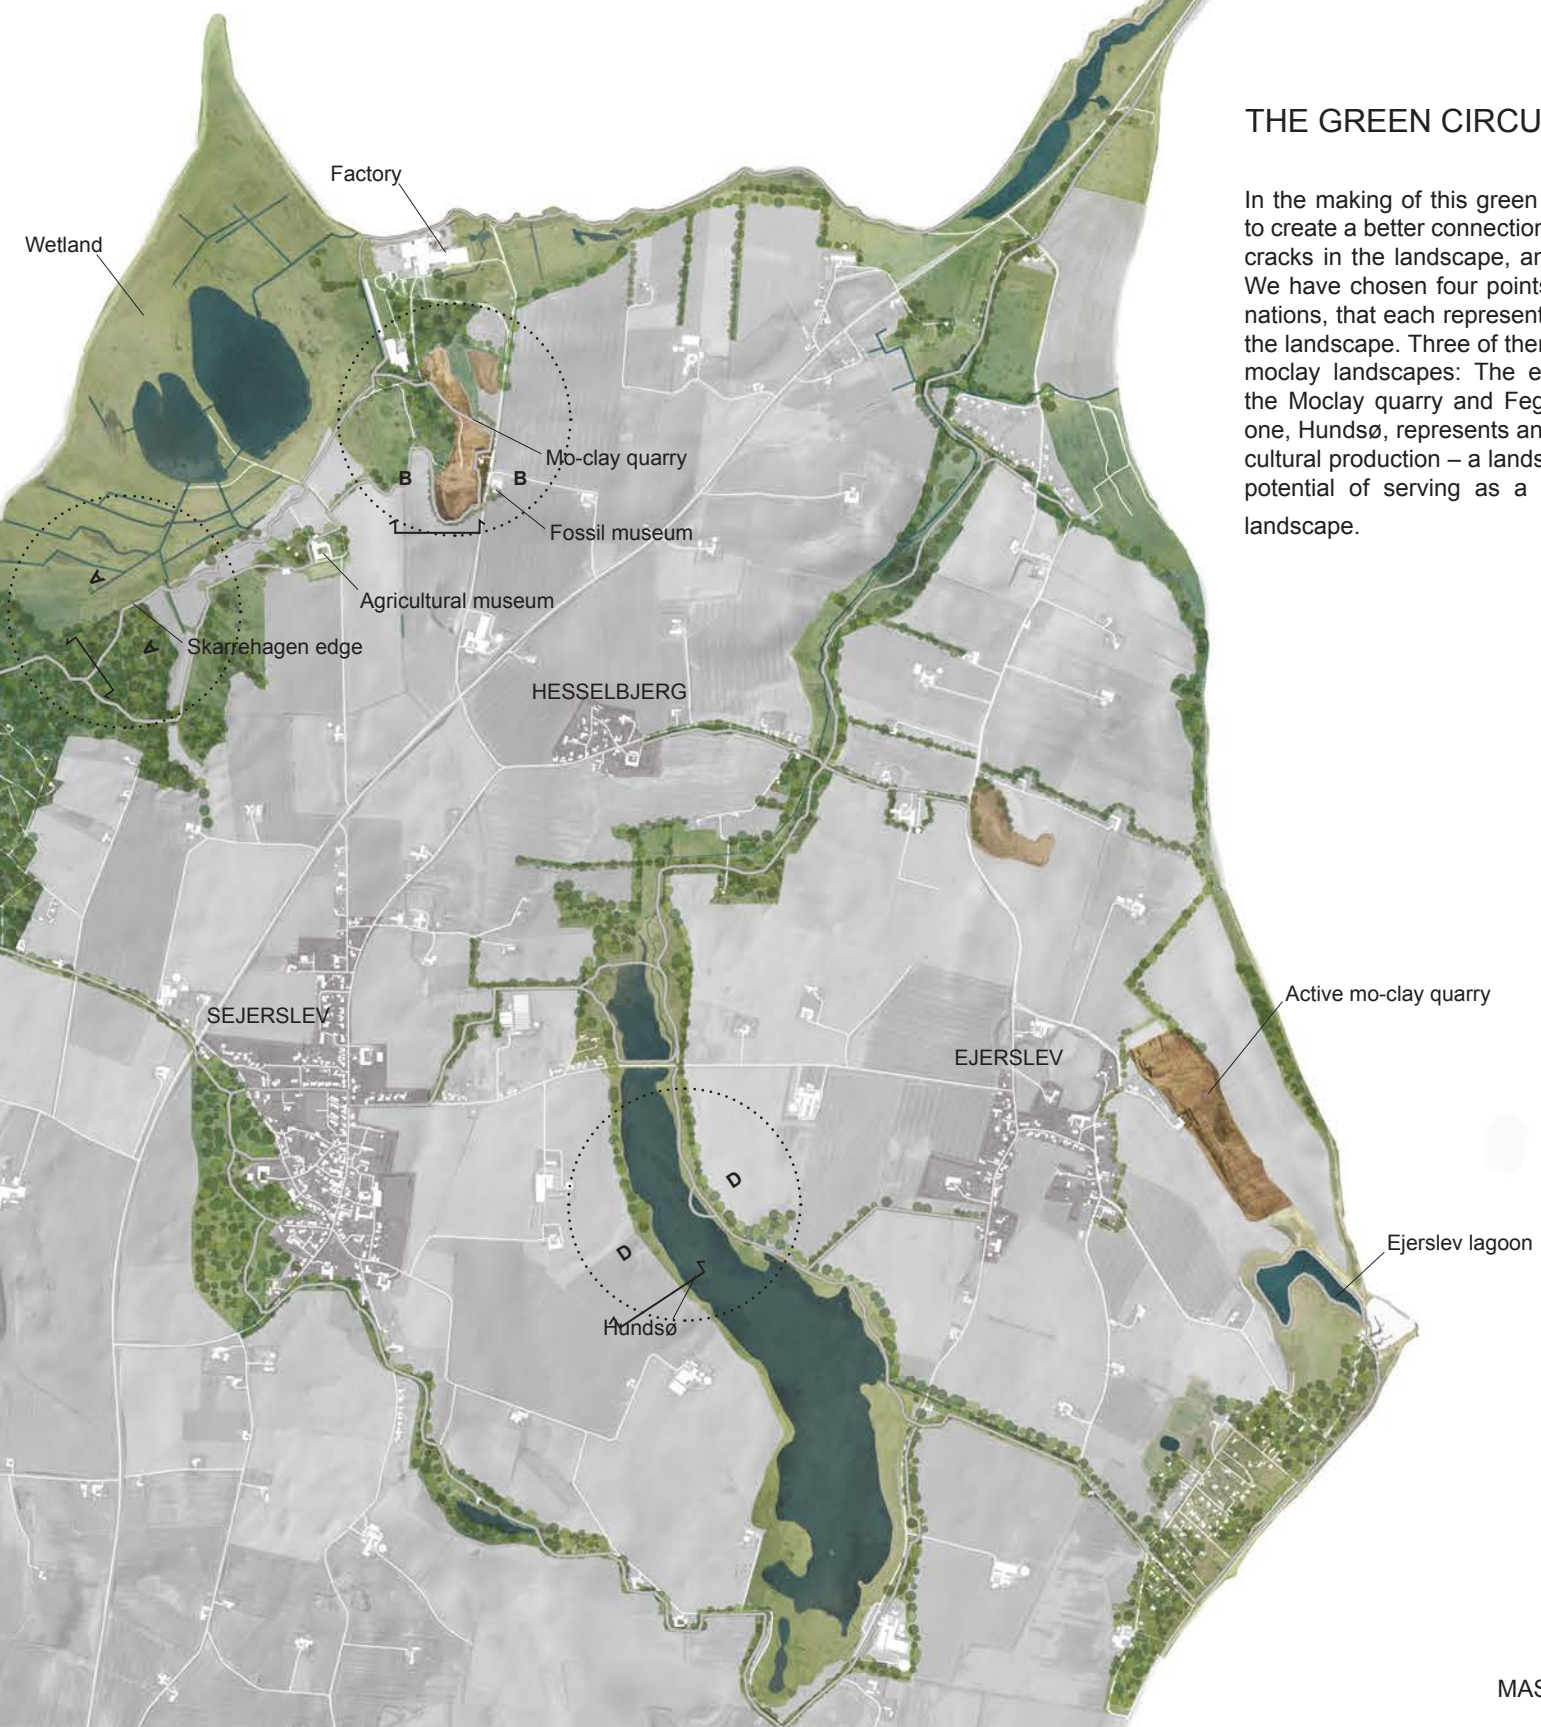 THE GREEN CIRCU
In the making of this green
to create a better connection
cracks in the landscape, an
We have chosen four points
nations, that each represent
the landscape. Three of them
moclay landscapes: The e
the Moclay quarry and Feg
one, Hundsø, represents an
cultural production – a lands
potential of serving as a
landscape.
Factory
Wetland
Mo-clay quarry
B B
Fossil museum
A
Agricultural museum
A
Skarrehagen edge
HESSELBJERG
Active mo-clay quarry
SEJERSLEV
EJERSLEV
D
D
Ejerslev lagoon
Hundsø
MAS